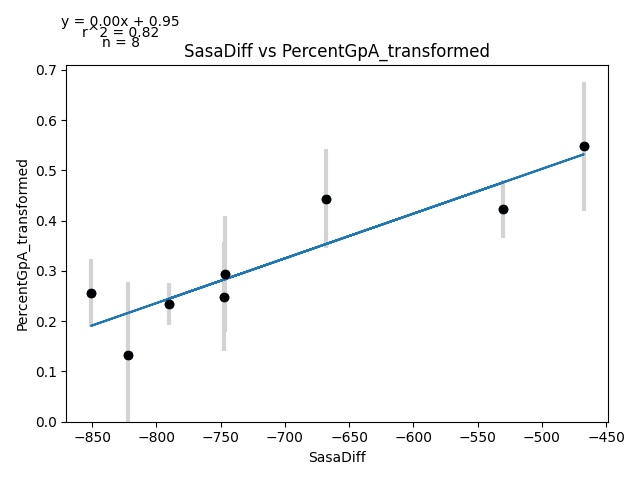 y = 0.00x + 0.95
r^2 = 0.82
n = 8
SasaDiff vs PercentGpA_transformed
PercentGpA_transformed
0.7
0.6
0.5
0.4
0.3
0.2
0.1
0.0
−850 −800 −750 −700 −650 −600 −550 −500 −450
SasaDiff